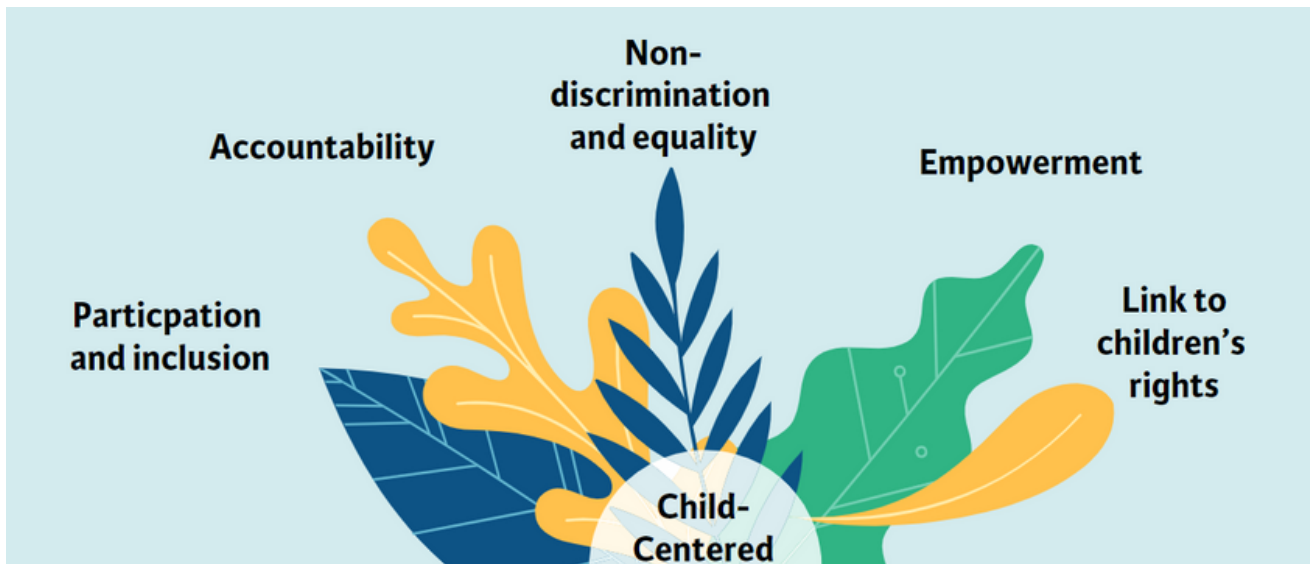 Non-
discrimination
and equality
Accountability
Empowerment
Particpation
and inclusion
Link to
children's
rights
Child-
Centered